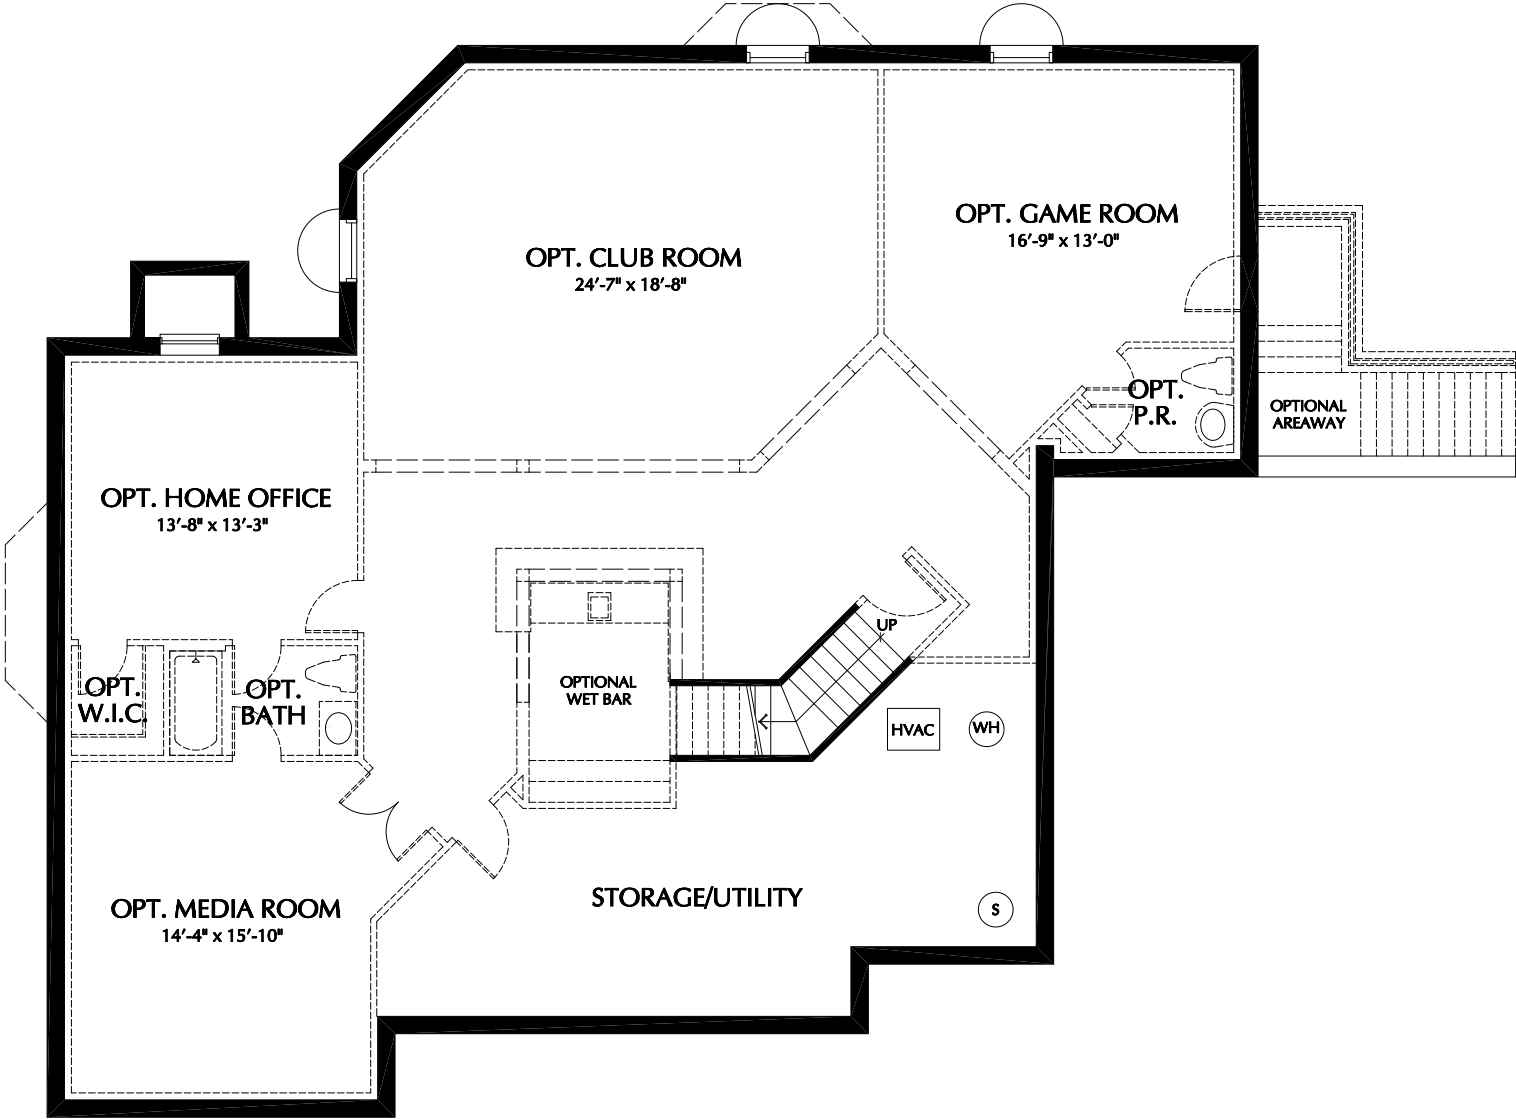 OPT. GAME ROOM
16'-9" x 13'-0"
OPT. CLUB ROOM
24'-7" x 18'-8"
OPT.
P.R.
OPTIONAL
AREAWAY
OPT. HOME OFFICE
13'-8" x 13'-3"
UP
OPTIONAL
WET BAR
OPT.
W.I.C.
OPT.
BATH
HVAC
WH
STORAGE/UTILITY
S
OPT. MEDIA ROOM
14'-4" x 15'-10"